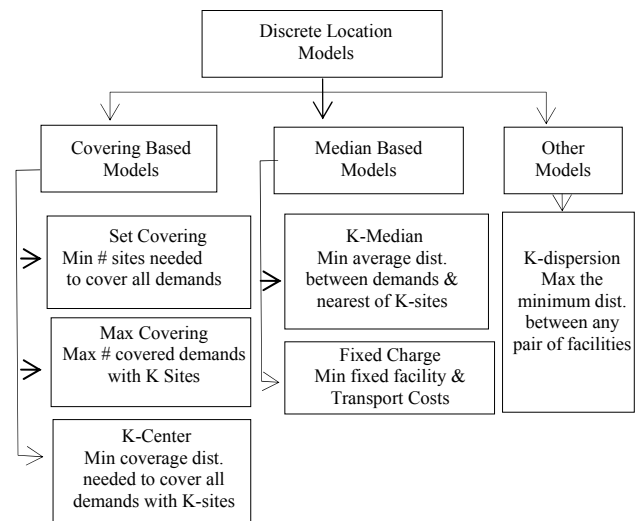 Discrete Location
Models
Covering Based
Models
Median Based
Models
Other
Models
Set Covering
Min # sites needed
to cover all demands
Max Covering
Max # covered demands
with K Sites
K-Center
Min coverage dist.
needed to cover all
demands with K-sites
K-Median
Min average dist.
between demands &
nearest of K-sites
Fixed Charge
Min fixed facility &
Transport Costs
K-dispersion
Max the
minimum dist.
between any
pair of facilities